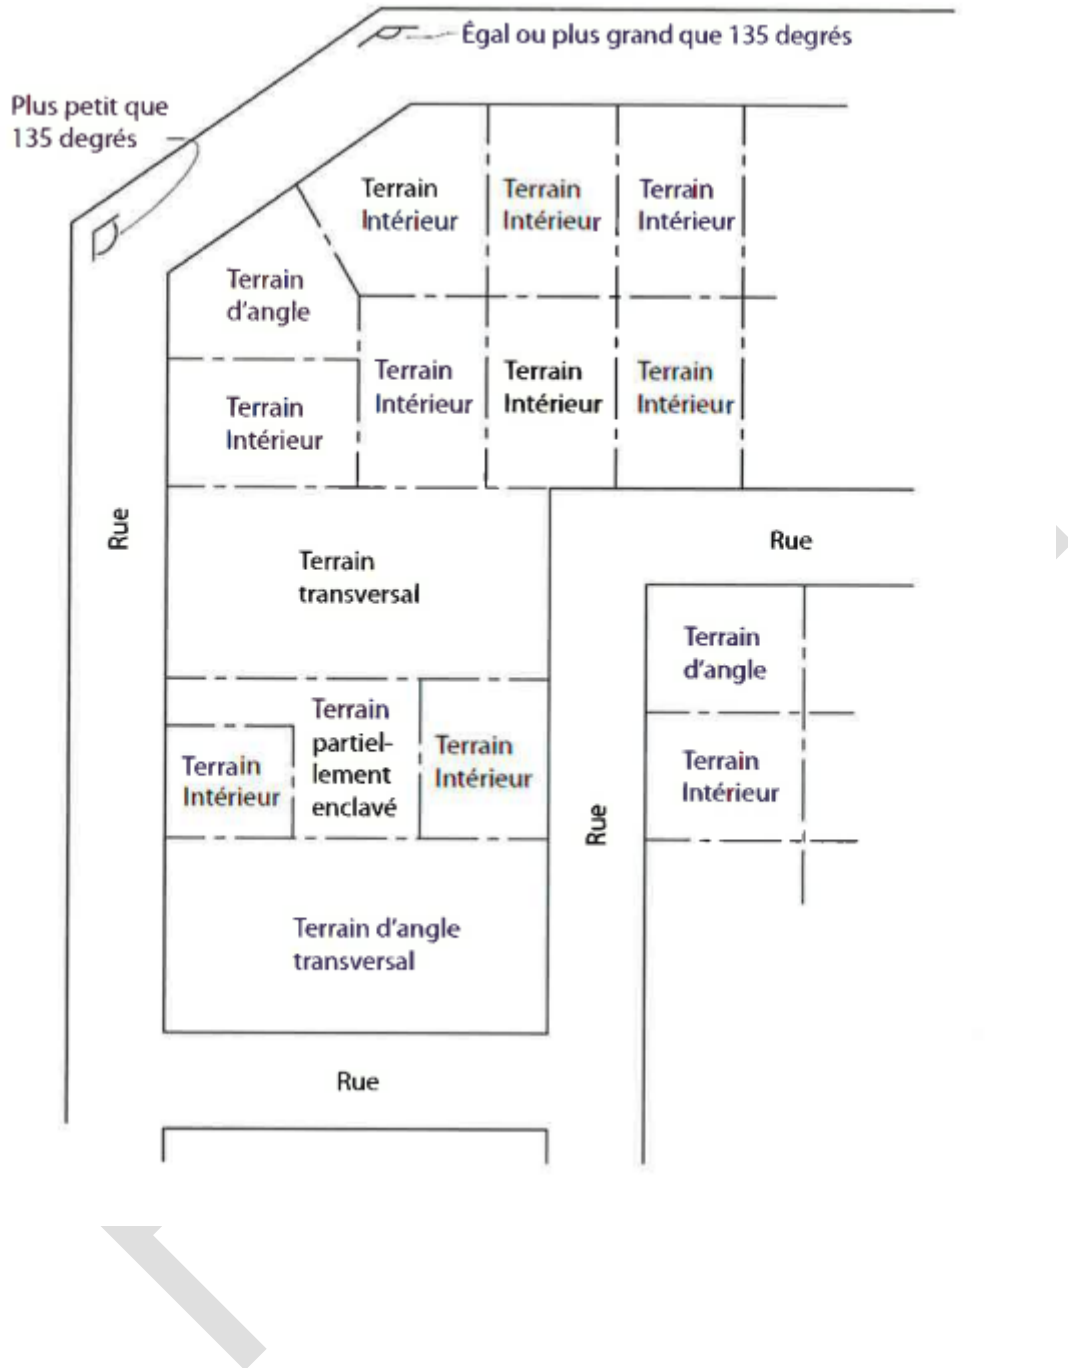 Égal ou plus grand que 135 degrés
Plus petit que
135 degrés
Terrain
Intérieur
Terrain
Intérieur
Terrain
Intérieur
Terrain
d'angle
Terrain
Intérieur
Terrain
Intérieur
Terrain
Intérieur
Terrain
Intérieur
Rue
Terrain
transversal
Rue
Terrain
d'angle
Terrain
partiel-
lement
enclavé
Terrain
Intérieur
Terrain
Intérieur
Terrain
Intérieur
Rue
Terrain d'angle
transversal
Rue